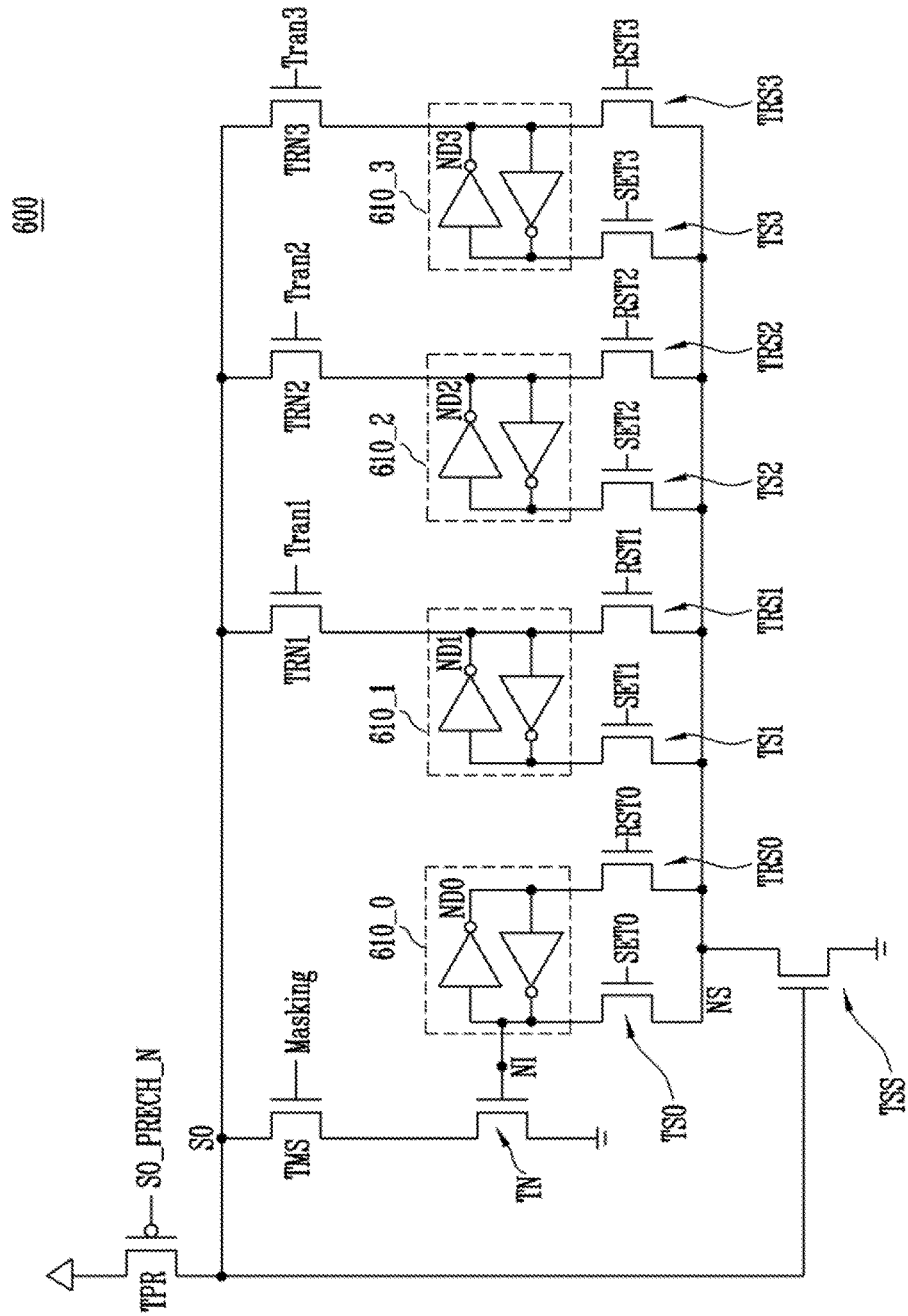 600
SO_PRECH_N
TPR
SO
Masking
TMS
Tran1
TRN1
Tran2
TRN2
Tran3
TRN3
610_0
ND0
610_1
ND1
610_2
ND2
610_3
ND3
NI
TN
SET0
RST0
SET1
RST1
SET2
RST2
SET3
RST3
TS0
TRS0
TS1
TRS1
TS2
TRS2
TS3
TRS3
NS
TSS